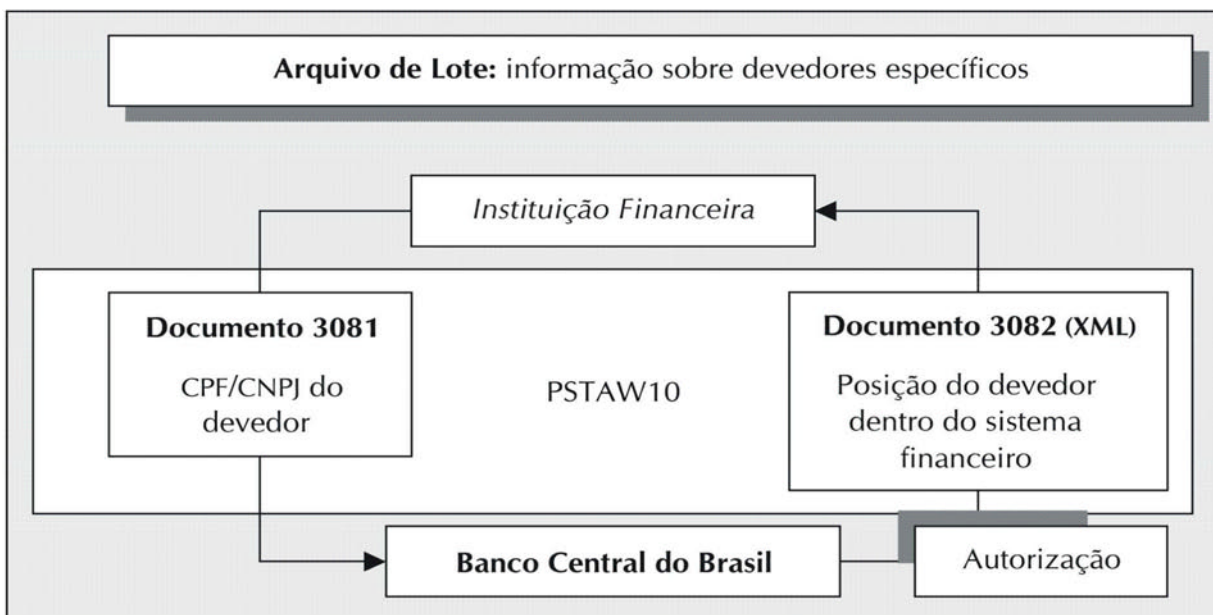 Arquivo de Lote: informação sobre devedores específicos
Instituição Financeira
Documento 3081
CPF/CNPJ do
devedor
PSTAW10
Documento 3082 (XML)
Posição do devedor
dentro do sistema
financeiro
Banco Central do Brasil
Autorização